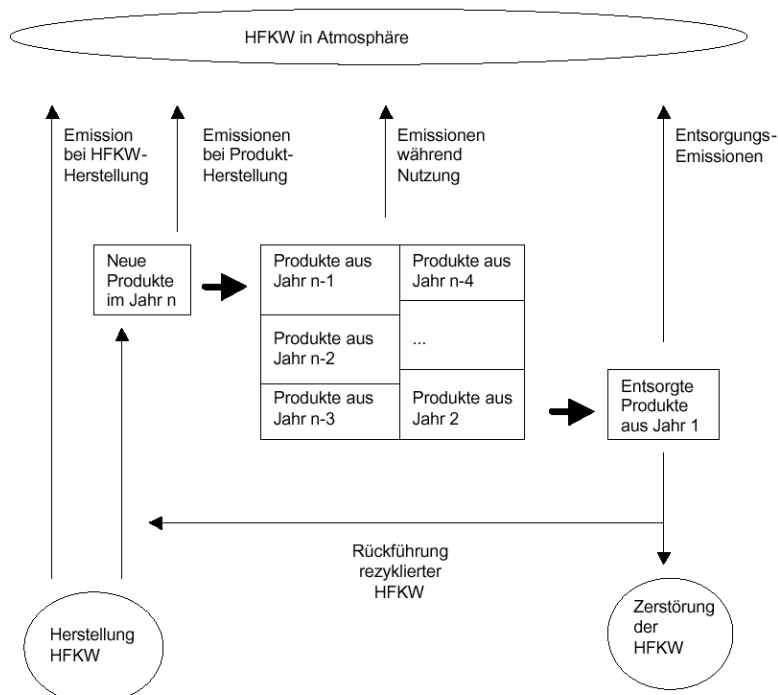 HFKW in Atmosphäre
Emission
bei HFKW-
Herstellung
Emissionen
bei Produkt-
Herstellung
Emissionen
während
Nutzung
Entsorgungs-
Emissionen
Neue
Produkte
im Jahr n
Produkte aus
Jahr n-1
Produkte aus
Jahr n-2
Produkte aus
Jahr n-3
Produkte aus
Jahr n-4
...
Produkte aus
Jahr 2
Entsorgte
Produkte
aus Jahr 1
Rückführung
rezyklierter
HFKW
Herstellung
HFKW
Zerstörung
der
HFKW